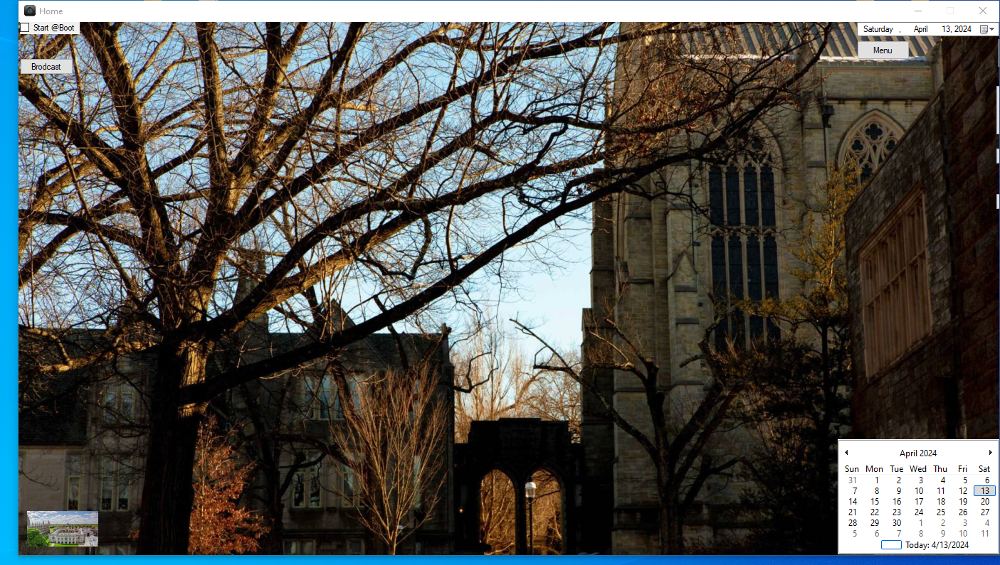 Home
Start @Boot
Saturday , April 13, 2024
Menu
Brodcast
April 2024
Sun Mon Tue Wed Thu Fri Sat
31 1 2 3 4 5 6
7 8 9 10 11 12 13
14 15 16 17 18 19 20
21 22 23 24 25 26 27
28 29 30 1 2 3 4
5 6 7 8 9 10 11
Today: 4/13/2024